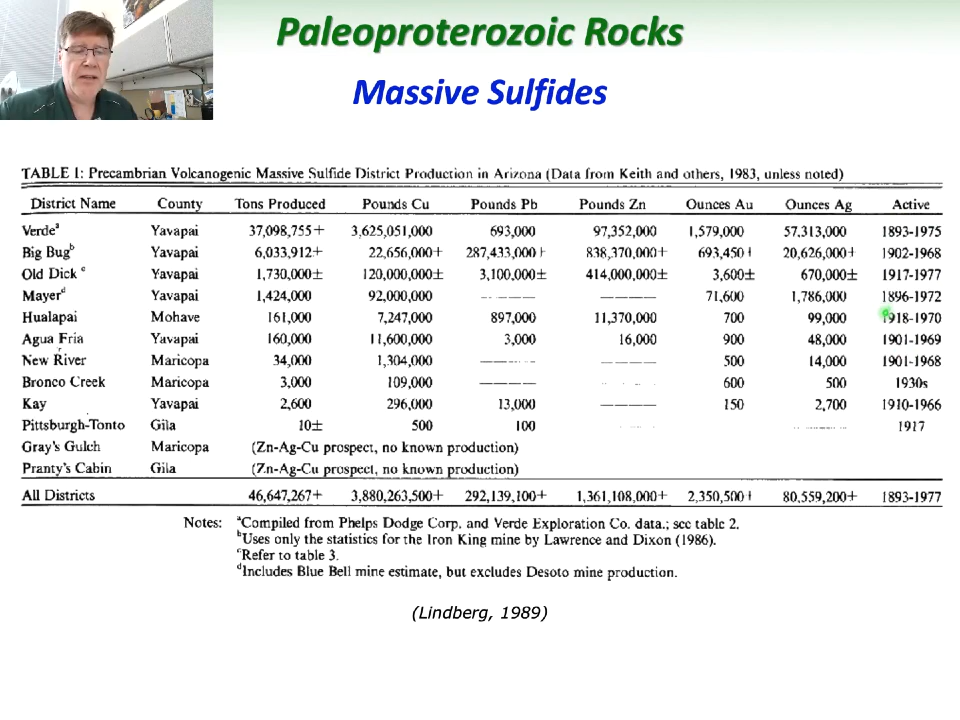 Paleoproterozoic Rocks
Massive Sulfides
TABLE 1: Precambrian Volcanogenic Massive Sulfide District Production in Arizona (Data from Keith and others, 1983, unless noted)
District Name County Tons Produced Pounds Cu Pounds Pb Pounds Zn Ounces Au Ounces Ag Active
Verdeᵃ Yavapai 37,098,755+ 3,625,051,000 693,000 97,352,000 1,579,000 57,313,000 1893-1975
Big Bugᵇ Yavapai 6,033,912+ 22,656,000+ 287,433,000+ 838,370,000+ 693,450+ 20,626,000+ 1902-1968
Old Dick ᶜ Yavapai 1,730,000± 120,000,000± 3,100,000± 414,000,000± 3,600± 670,000± 1917-1977
Mayerᵈ Yavapai 1,424,000 92,000,000 ———— ———— 71,600 1,786,000 1896-1972
Hualapai Mohave 161,000 7,247,000 897,000 11,370,000 700 99,000 1918-1970
Agua Fria Yavapai 160,000 11,600,000 3,000 16,000 900 48,000 1901-1969
New River Maricopa 34,000 1,304,000 ———— ———— 500 14,000 1901-1968
Bronco Creek Maricopa 3,000 109,000 ———— ———— 600 500 1930s
Kay Yavapai 2,600 296,000 13,000 ———— 150 2,700 1910-1966
Pittsburgh-Tonto Gila 10± 500 100 ———— ———— 1917
Gray's Gulch Maricopa (Zn-Ag-Cu prospect, no known production)
Pranty's Cabin Gila (Zn-Ag-Cu prospect, no known production)
All Districts 46,647,267+ 3,880,263,500+ 292,139,100+ 1,361,108,000+ 2,350,500+ 80,559,200+ 1893-1977
Notes: ᵃCompiled from Phelps Dodge Corp. and Verde Exploration Co. data.; see table 2.
ᵇUses only the statistics for the Iron King mine by Lawrence and Dixon (1986).
ᶜRefer to table 3.
ᵈIncludes Blue Bell mine estimate, but excludes Desoto mine production.
(Lindberg, 1989)